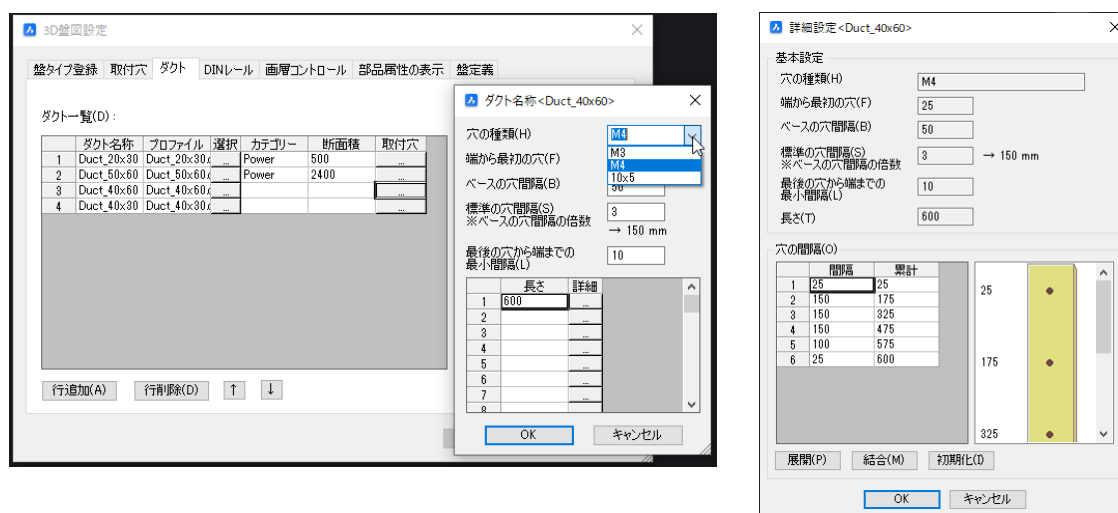 3D盤図設定
盤タイプ登録 取付穴 ダクト DINレール 画層コントロール 部品属性の表示 盤定義
ダクト一覧(D):
ダクト名称 プロファイル 選択 カテゴリー 断面積 取付穴
1 Duct_20x30 Duct_20x30.c ... Power 500 ...
2 Duct_50x60 Duct_50x60.c ... Power 2400 ...
3 Duct_40x60 Duct_40x60.c ... ...
4 Duct_40x30 Duct_40x30.c ... ...
行追加(A) 行削除(D) ↑ ↓
ダクト名称<Duct_40x60>
穴の種類(H) M4
M3
M4
10x5
端から最初の穴(F)
ベースの穴間隔(B) 50
標準の穴間隔(S) 3
※ベースの穴間隔の倍数
→ 150 mm
最後の穴から端までの
最小間隔(L) 10
長さ 詳細
1 600 ...
2 ...
3 ...
4 ...
5 ...
6 ...
7 ...
8
OK キャンセル
詳細設定<Duct_40x60>
基本設定
穴の種類(H) M4
端から最初の穴(F) 25
ベースの穴間隔(B) 50
標準の穴間隔(S) 3 → 150 mm
※ベースの穴間隔の倍数
最後の穴から端までの
最小間隔(L) 10
長さ(T) 600
穴の間隔(O)
間隔 累計
1 25 25
2 150 175
3 150 325
4 150 475
5 100 575
6 25 600
25
175
325
展開(P) 結合(M) 初期化(I)
OK キャンセル